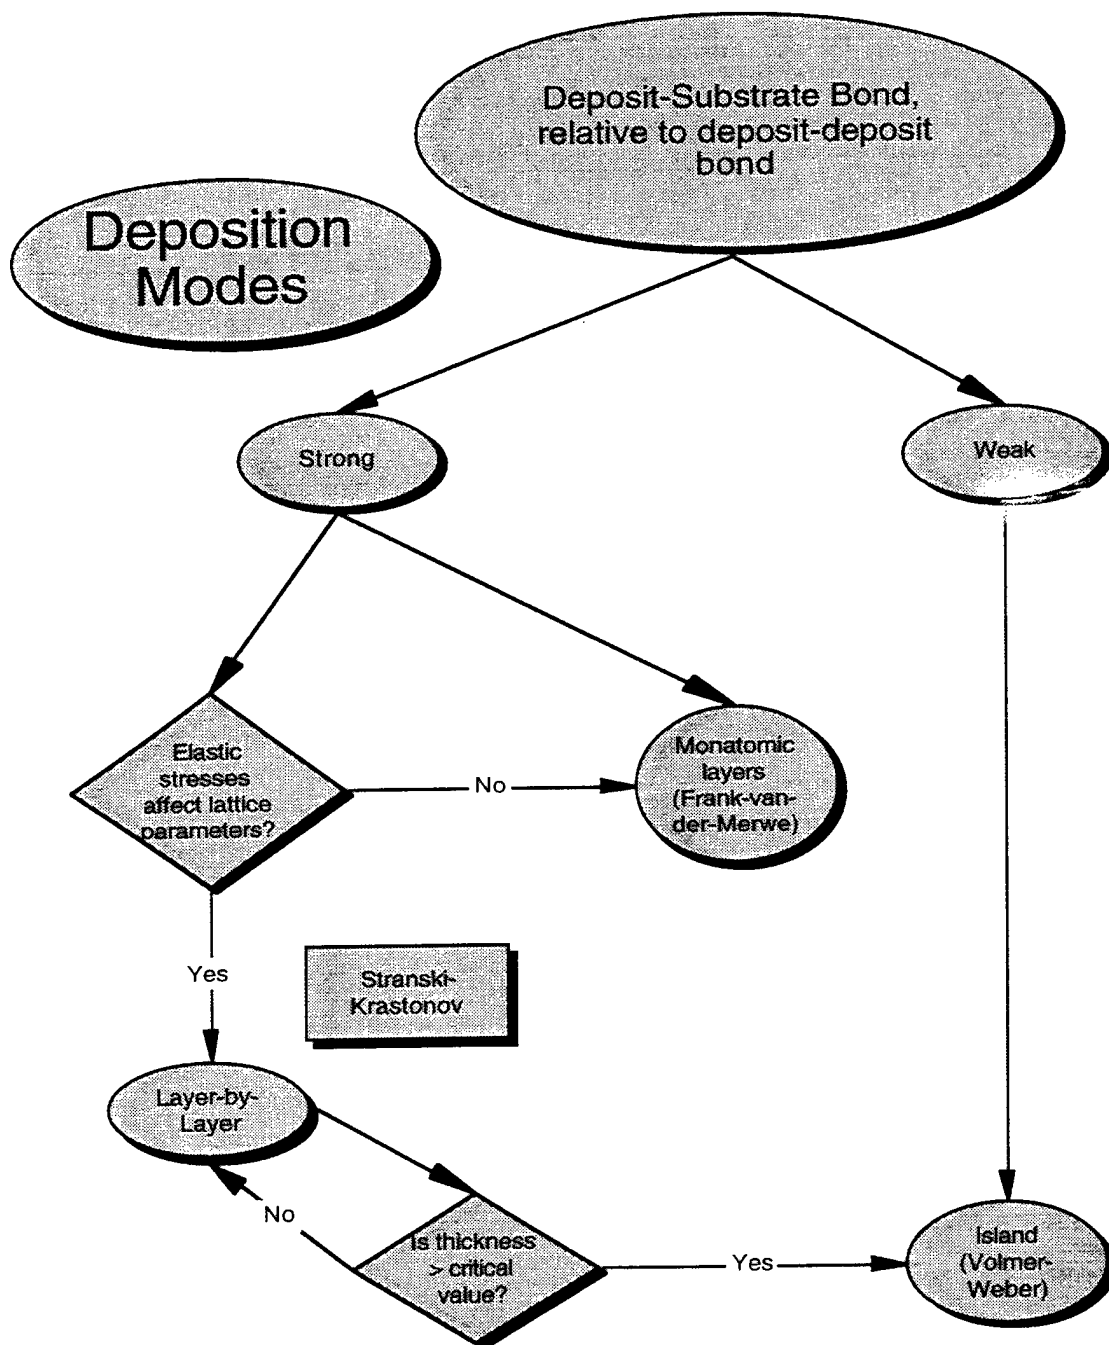 Deposit-Substrate Bond,
relative to deposit-deposit
bond
Deposition
Modes
Strong
Weak
Elastic
stresses
affect lattice
parameters?
No
Monatomic
layers
(Frank-van-
der-Merwe)
Yes
Stranski-
Krastonov
Layer-by-
Layer
No
Is thickness
> critical
value?
Yes
Island
(Volmer-
Weber)